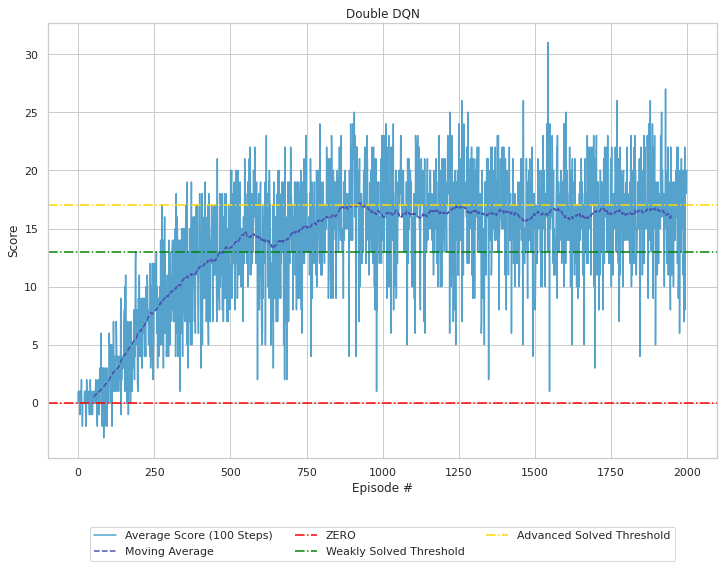 Double DQN
30
25
20
15
10
5
0
Score
0 250 500 750 1000 1250 1500 1750 2000
Episode #
Average Score (100 Steps) ZERO Advanced Solved Threshold
Moving Average Weakly Solved Threshold